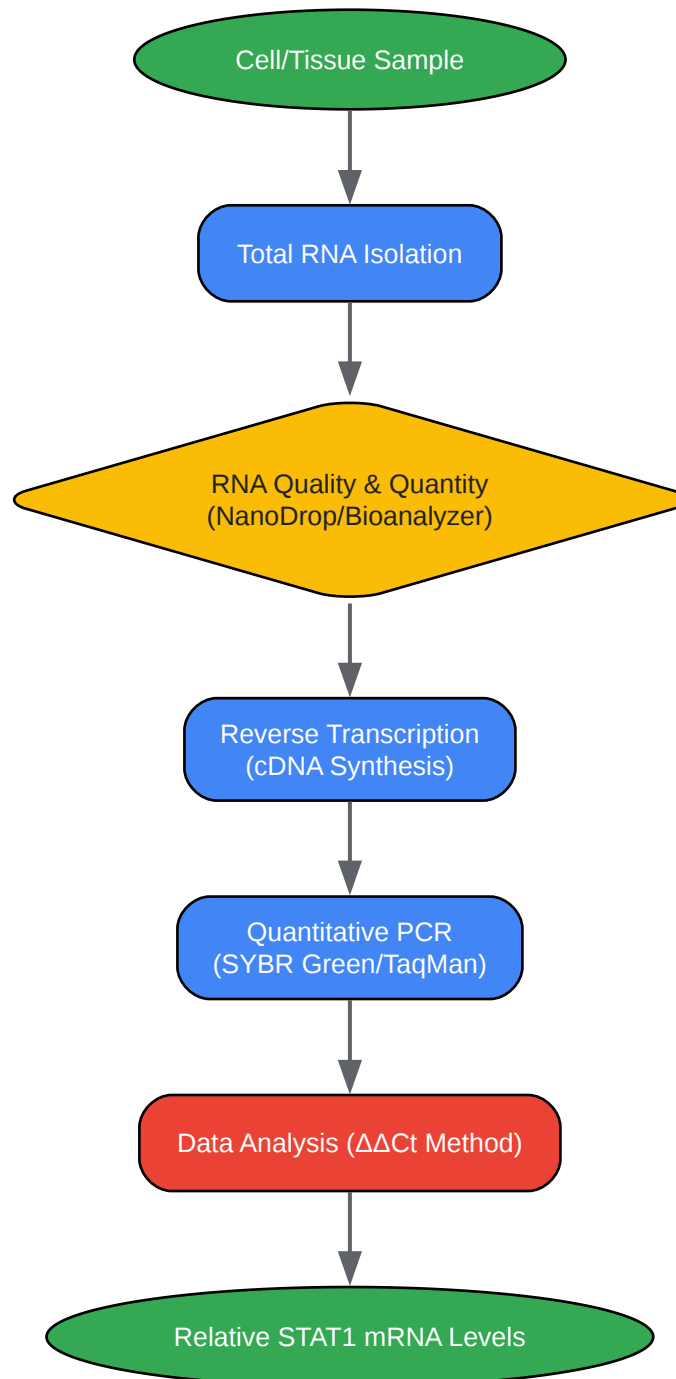 Cell/Tissue Sample
Total RNA Isolation
RNA Quality & Quantity
(NanoDrop/Bioanalyzer)
Reverse Transcription
(cDNA Synthesis)
Quantitative PCR
(SYBR Green/TaqMan)
Data Analysis (ΔΔCt Method)
Relative STAT1 mRNA Levels